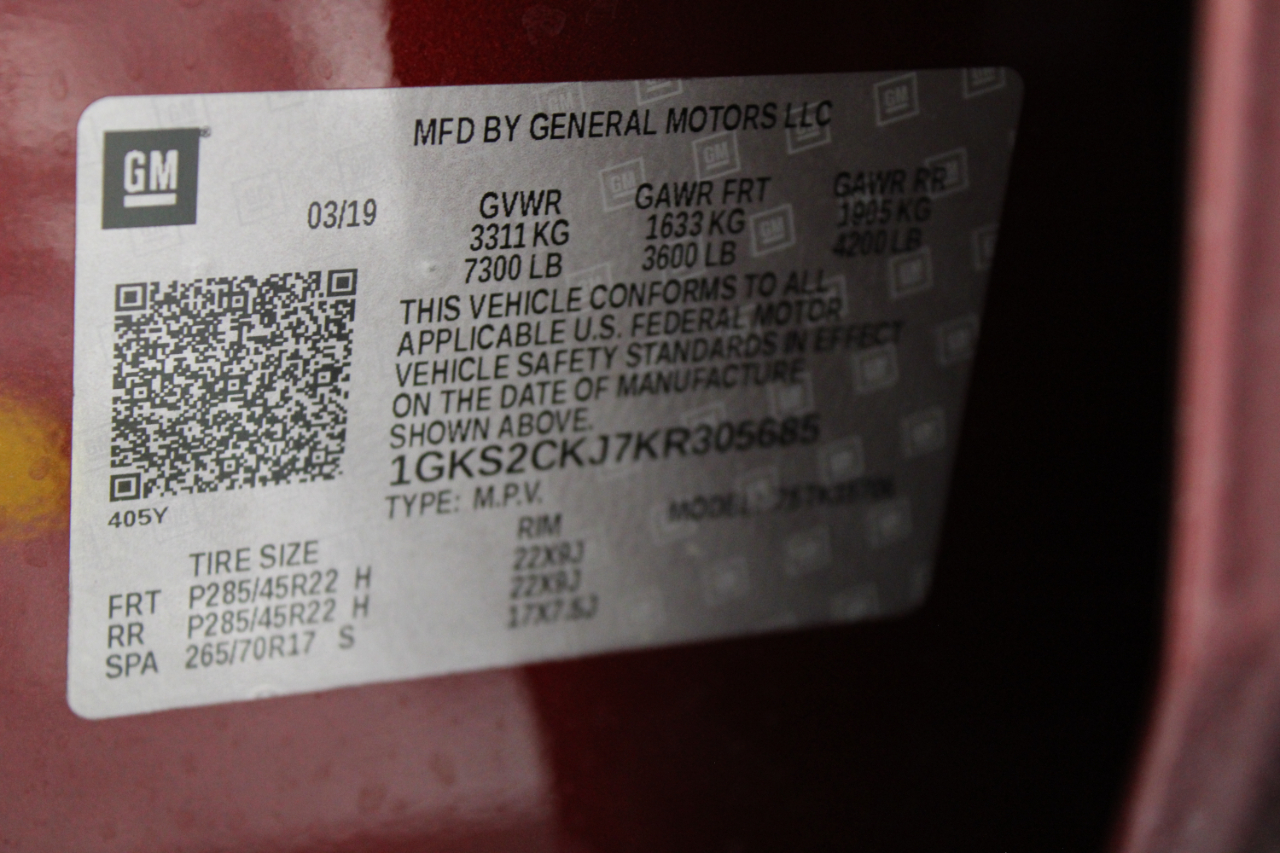 GM
MFD BY GENERAL MOTORS LLC
03/19
GVWR GAWR FRT GAWR RR
3311 KG 1633 KG 1905 KG
7300 LB 3600 LB 4200 LB
THIS VEHICLE CONFORMS TO ALL
APPLICABLE U.S. FEDERAL MOTOR
VEHICLE SAFETY STANDARDS IN EFFECT
ON THE DATE OF MANUFACTURE
SHOWN ABOVE.
1GKS2CKJ7KR305685
405Y
TYPE: M.P.V. MODEL:
TIRE SIZE RIM
FRT P285/45R22 H 22X9J
RR P285/45R22 H 22X9J
SPA 265/70R17 S 17X7.5J